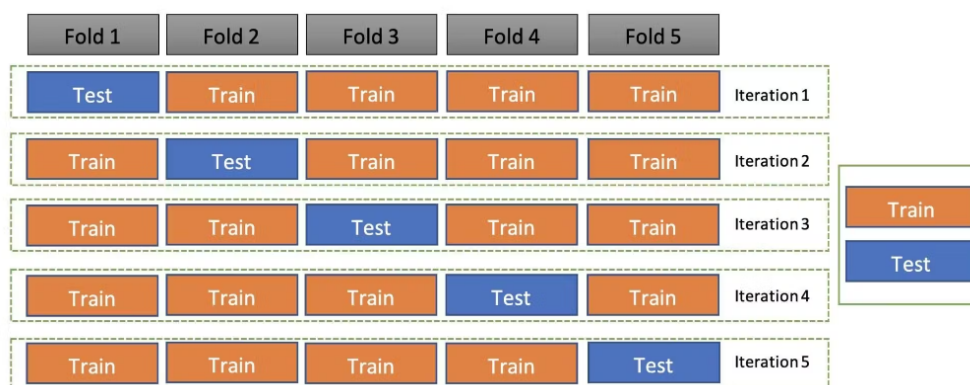 Fold 1 Fold 2 Fold 3 Fold 4 Fold 5
Test Train Train Train Train Iteration 1
Train Test Train Train Train Iteration 2
Train Train Test Train Train Iteration 3
Train Train Train Test Train Iteration 4
Train Train Train Train Test Iteration 5
Train
Test